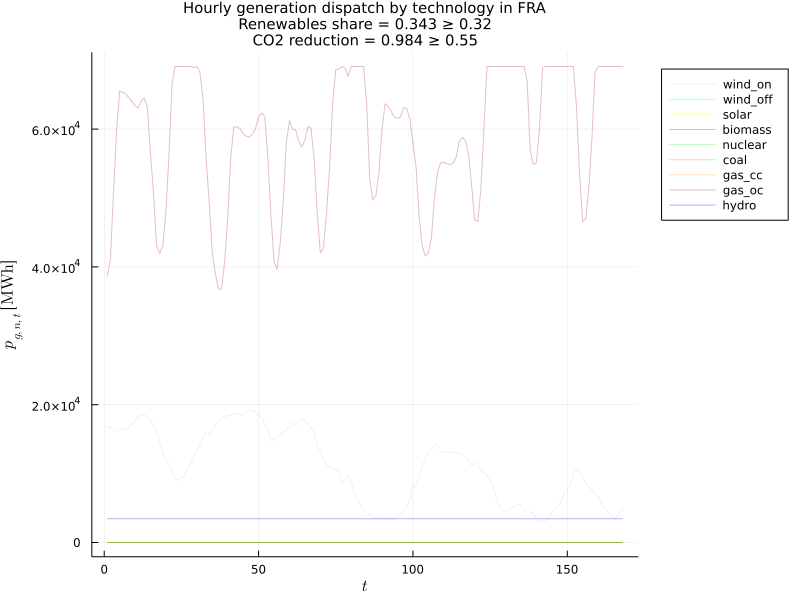 Hourly generation dispatch by technology in FRA
Renewables share = 0.343 ≥ 0.32
CO2 reduction = 0.984 ≥ 0.55
wind_on
wind_off
solar
biomass
nuclear
coal
gas_cc
gas_oc
hydro
6.0×10⁴
4.0×10⁴
2.0×10⁴
0
p g,n,t [MWh]
0 50 100 150
t